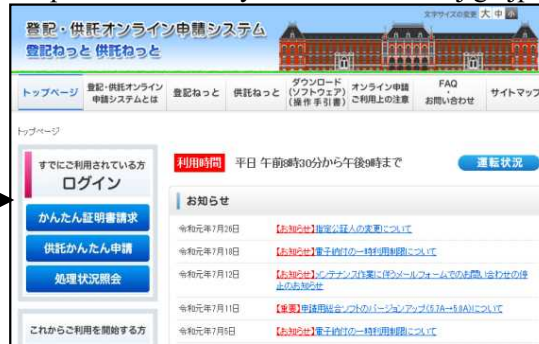 登記・供託オンライン申請システム
登記ねっと 供託ねっと
文字サイズの変更 大 中 小
トップページ
登記・供託オンライン
申請システムとは
登記ねっと
供託ねっと
ダウンロード
(ソフトウェア)
(操作手引書)
オンライン申請
ご利用上の注意
FAQ
・
お問い合わせ
サイトマップ
トップページ
すでにご利用されている方
ログイン
かんたん証明書請求
供託かんたん申請
処理状況照会
これからご利用を開始する方
利用時間 平日 午前8時30分から午後9時まで
運転状況
お知らせ
令和元年7月26日 【お知らせ】指定公証人の変更について
令和元年7月18日 【お知らせ】電子納付の一時利用制限について
令和元年7月12日 【お知らせ】メンテナンス作業に伴うメールフォームでのお問い合わせの停
止のお知らせ
令和元年7月11日 【重要】申請用総合ソフトのバージョンアップ(5.7A→5.8A)について
令和元年7月5日 【お知らせ】電子納付の一時利用制限について